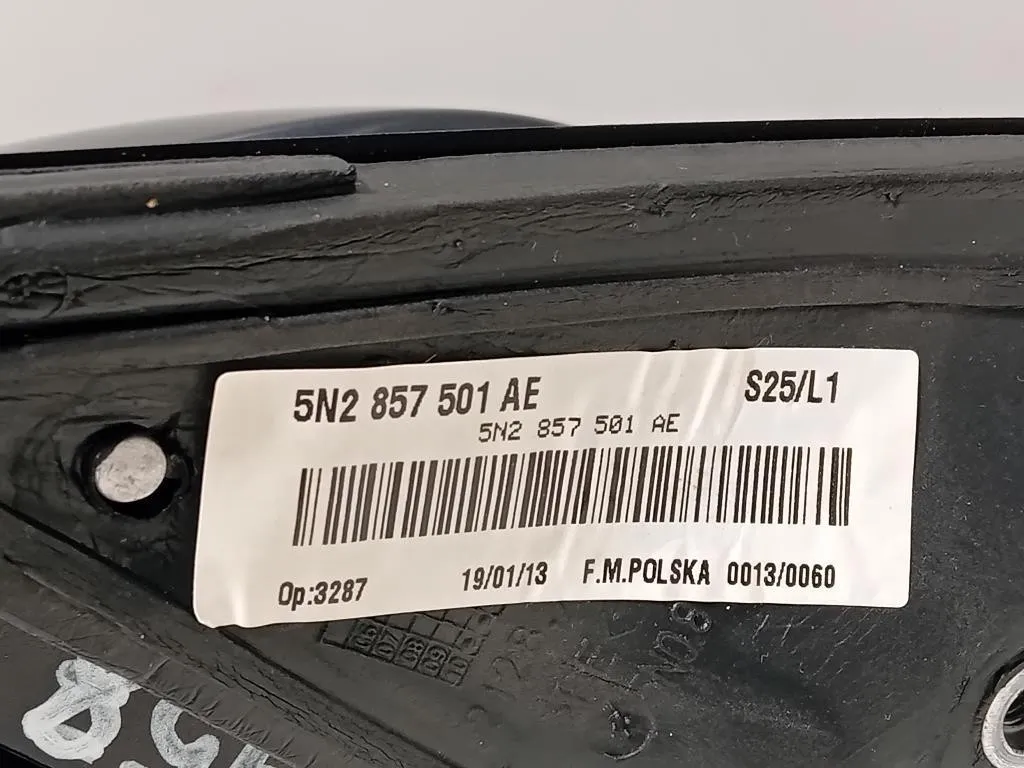 5N2 857 501 AE S25/L1
5N2 857 501 AE
Op:3287 19/01/13 F.M.POLSKA 0013/0060